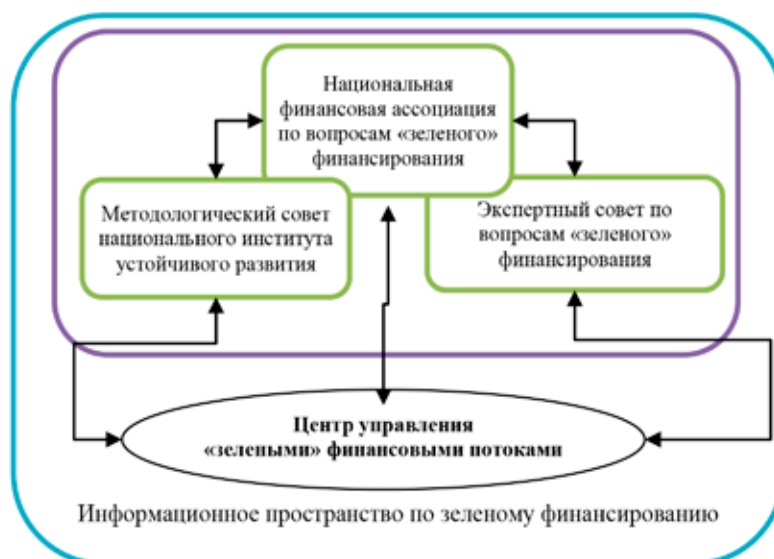 Национальная
финансовая ассоциация
по вопросам «зеленого»
финансирования
Методологический совет
национального института
устойчивого развития
Экспертный совет по
вопросам «зеленого»
финансирования
Центр управления
«зелеными» финансовыми потоками
Информационное пространство по зеленому финансированию